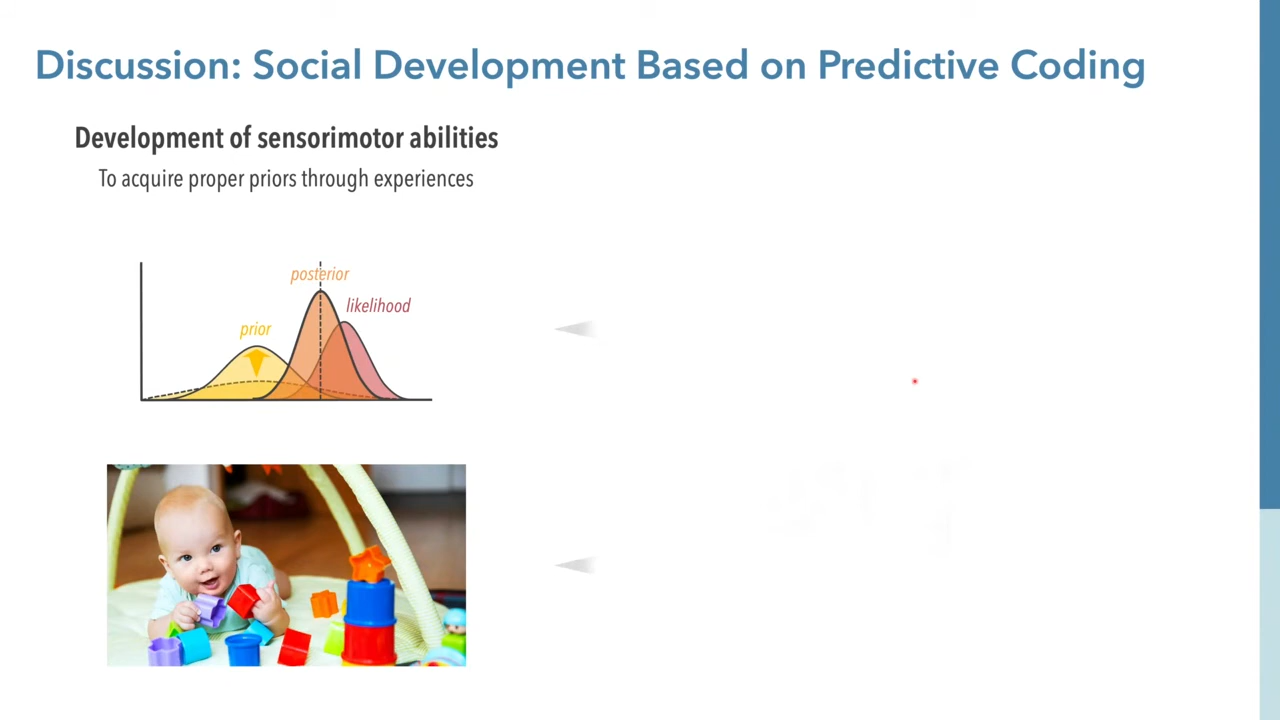 Discussion: Social Development Based on Predictive Coding
Development of sensorimotor abilities
To acquire proper priors through experiences
posterior
likelihood
prior